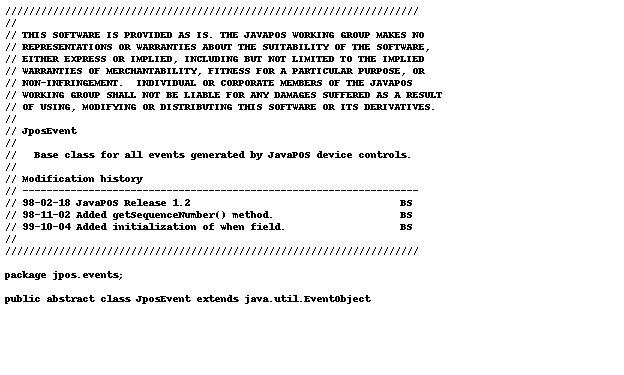 /////////////////////////////////////////////////////////////////////
//
// THIS SOFTWARE IS PROVIDED AS IS. THE JAVAPOS WORKING GROUP MAKES NO
// REPRESENTATIONS OR WARRANTIES ABOUT THE SUITABILITY OF THE SOFTWARE,
// EITHER EXPRESS OR IMPLIED, INCLUDING BUT NOT LIMITED TO THE IMPLIED
// WARRANTIES OF MERCHANTABILITY, FITNESS FOR A PARTICULAR PURPOSE, OR
// NON-INFRINGEMENT.  INDIVIDUAL OR CORPORATE MEMBERS OF THE JAVAPOS
// WORKING GROUP SHALL NOT BE LIABLE FOR ANY DAMAGES SUFFERED AS A RESULT
// OF USING, MODIFYING OR DISTRIBUTING THIS SOFTWARE OR ITS DERIVATIVES.
//
// JposEvent
//
//   Base class for all events generated by JavaPOS device controls.
//
// Modification history
// ------------------------------------------------------------------
// 98-02-18 JavaPOS Release 1.2                                   BS
// 98-11-02 Added getSequenceNumber() method.                     BS
// 99-10-04 Added initialization of when field.                   BS
//
/////////////////////////////////////////////////////////////////////
package jpos.events;
public abstract class JposEvent extends java.util.EventObject